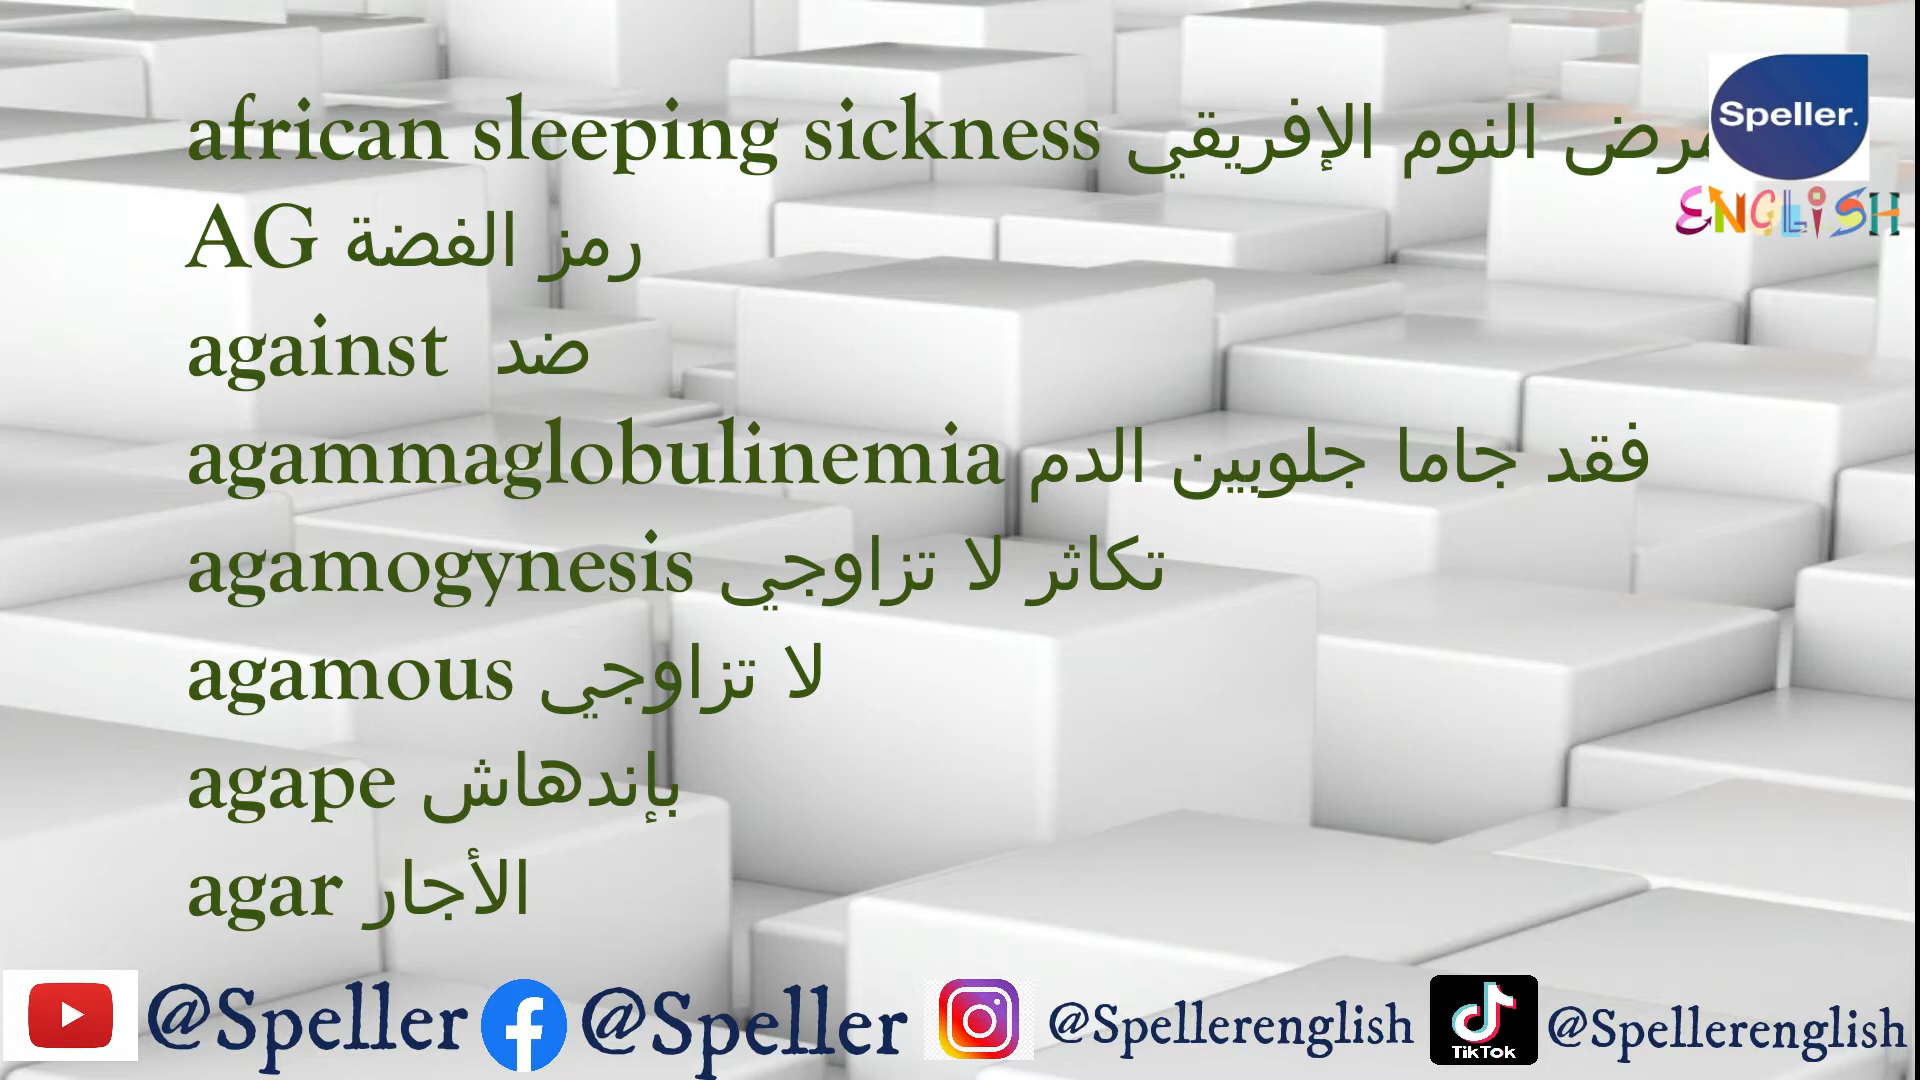 african sleeping sickness مرض النوم الإفريقي
Speller.
ENGLISH
AG رمز الفضة
against ضد
agammaglobulinemia فقد جاما جلوبين الدم
agamogynesis تكاثر لا تزاوجي
agamous لا تزاوجي
agape بإندهاش
agar الأجار
@Speller @Speller @Spellerenglish TikTok @Spellerenglish